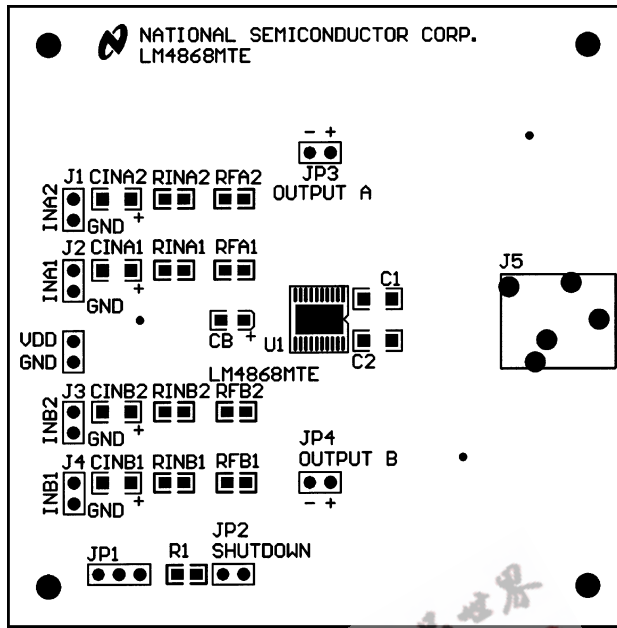 NATIONAL SEMICONDUCTOR CORP.
LM4868MTE
- +
JP3
OUTPUT A
J1 CINA2 RINA2 RFA2
INA2
GND +
J2 CINA1 RINA1 RFA1
INA1
GND +
J5
C1
VDD
GND
CB +
U1
C2
LM4868MTE
J3 CINB2 RINB2 RFB2
INB2
GND +
JP4
OUTPUT B
- +
J4 CINB1 RINB1 RFB1
INB1
GND +
JP1
R1
JP2
SHUTDOWN
世界